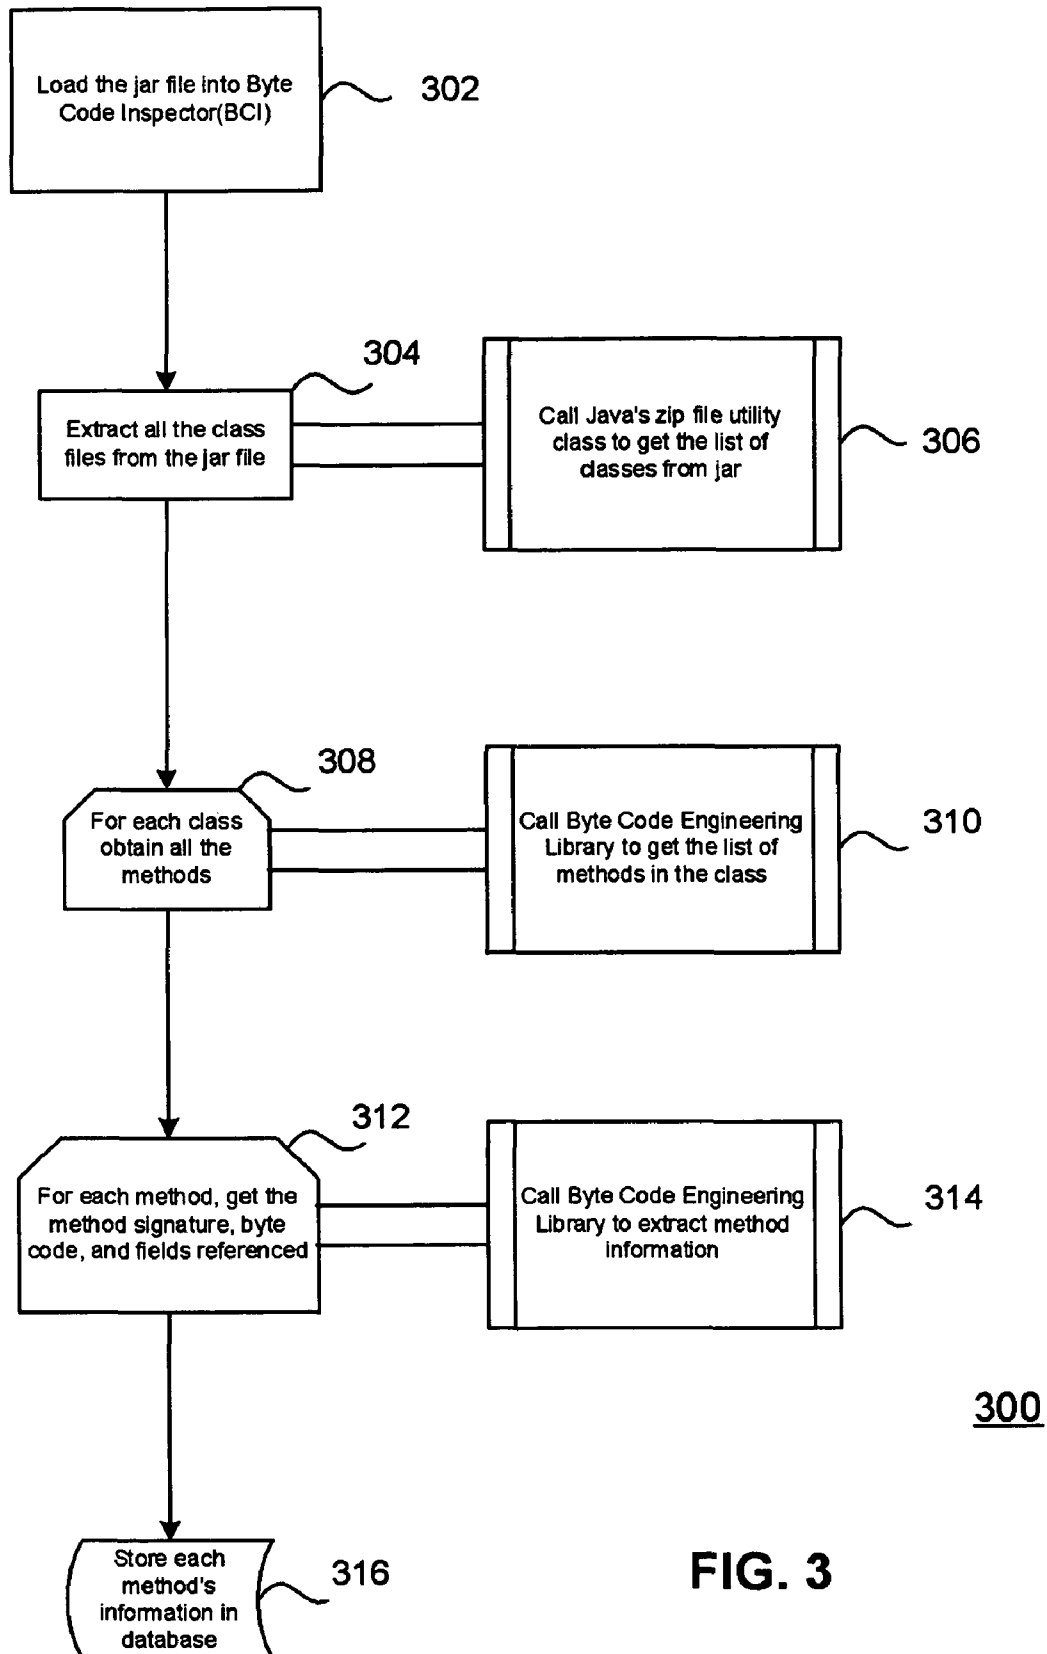 Load the jar file into Byte
Code Inspector(BCI)
302
304
Extract all the class
files from the jar file
Call Java's zip file utility
class to get the list of
classes from jar
306
308
For each class
obtain all the
methods
Call Byte Code Engineering
Library to get the list of
methods in the class
310
312
For each method, get the
method signature, byte
code, and fields referenced
Call Byte Code Engineering
Library to extract method
information
314
300
Store each
method's
information in
database
316
FIG. 3